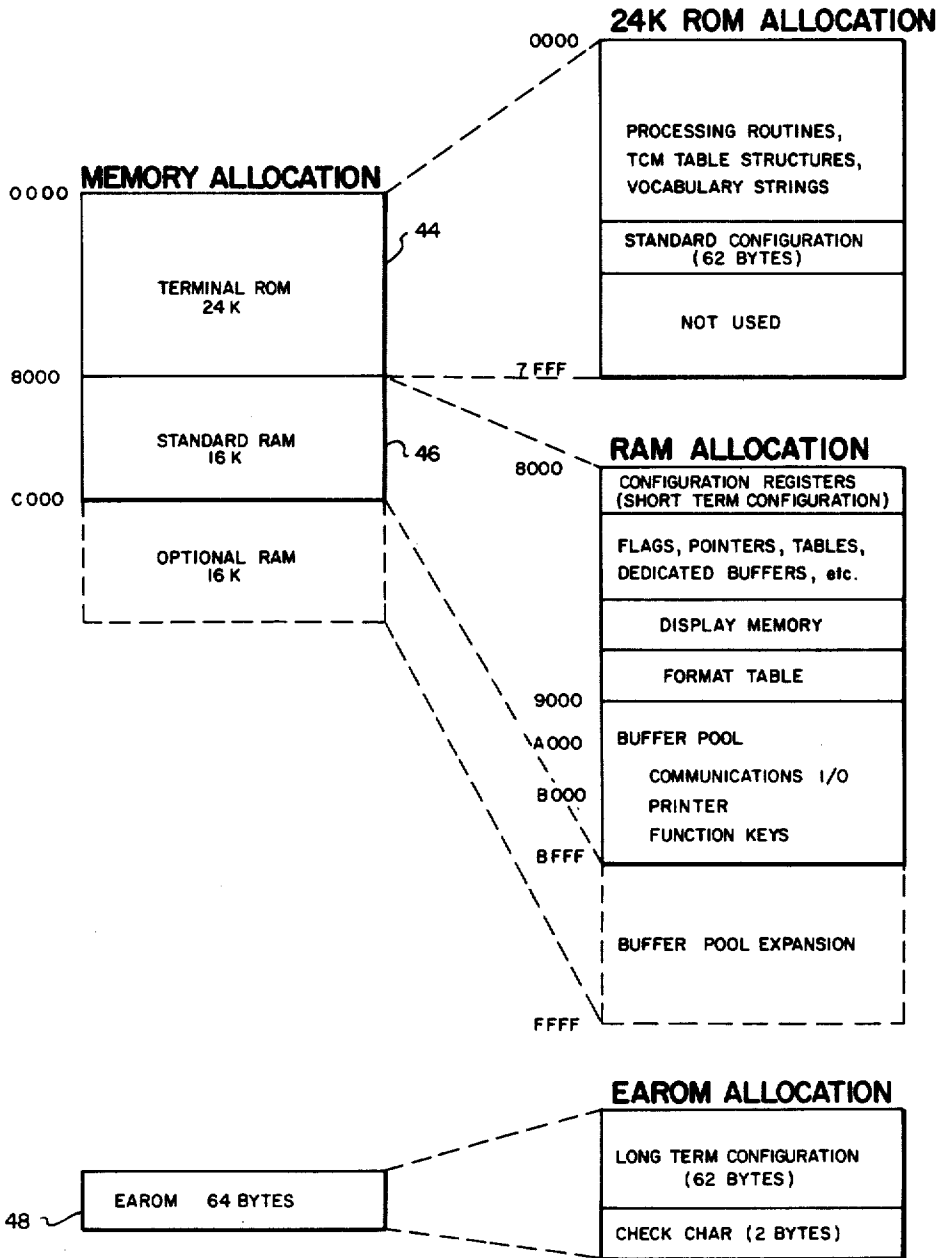 24K ROM ALLOCATION
0000
PROCESSING ROUTINES,
TCM TABLE STRUCTURES,
VOCABULARY STRINGS
STANDARD CONFIGURATION
(62 BYTES)
NOT USED
7FFF
MEMORY ALLOCATION
0000
44
TERMINAL ROM
24K
8000
STANDARD RAM
16K
46
C000
OPTIONAL RAM
16K
RAM ALLOCATION
8000
CONFIGURATION REGISTERS
(SHORT TERM CONFIGURATION)
FLAGS, POINTERS, TABLES,
DEDICATED BUFFERS, etc.
DISPLAY MEMORY
FORMAT TABLE
9000
A000
BUFFER POOL
COMMUNICATIONS I/O
B000
PRINTER
FUNCTION KEYS
BFFF
BUFFER POOL EXPANSION
FFFF
EAROM ALLOCATION
LONG TERM CONFIGURATION
(62 BYTES)
CHECK CHAR (2 BYTES)
EAROM 64 BYTES
48